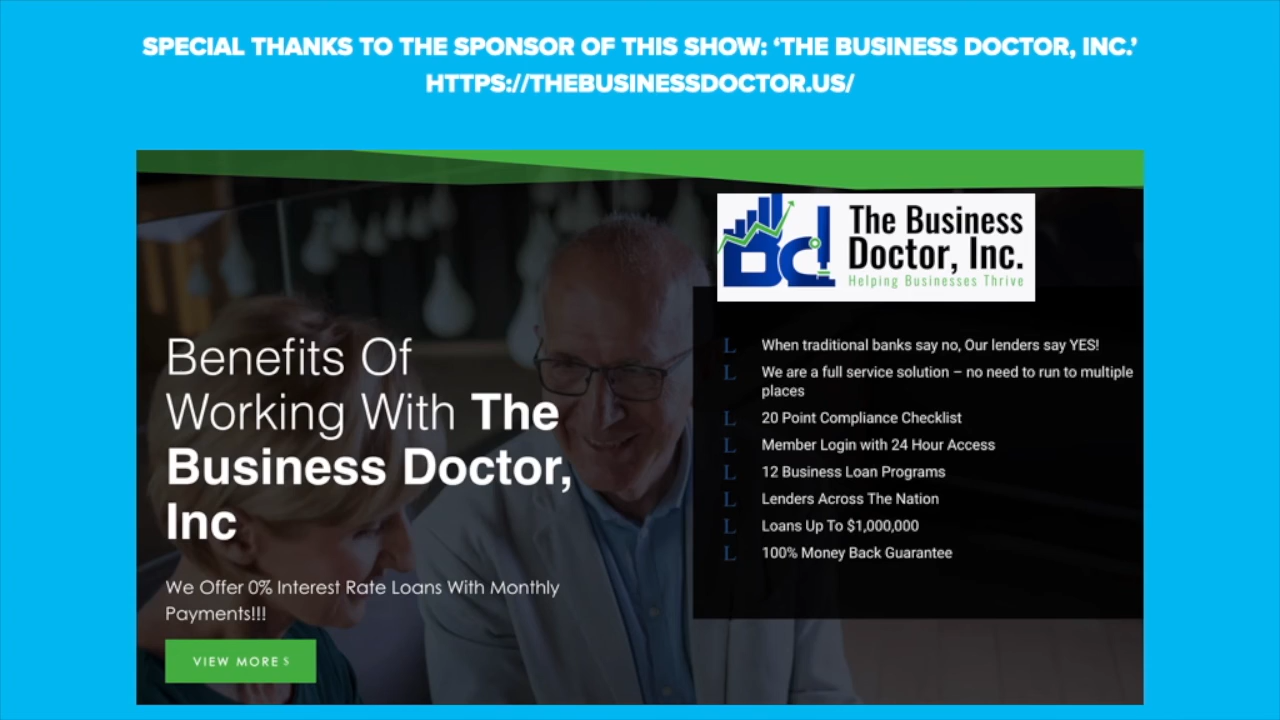 SPECIAL THANKS TO THE SPONSOR OF THIS SHOW: ‘THE BUSINESS DOCTOR, INC.’
HTTPS://THEBUSINESSDOCTOR.US/
The Business
Doctor, Inc.
Helping Businesses Thrive
Benefits Of
Working With The
Business Doctor,
Inc
We Offer 0% Interest Rate Loans With Monthly
Payments!!!
VIEW MORE S
L When traditional banks say no, Our lenders say YES!
L We are a full service solution – no need to run to multiple
places
L 20 Point Compliance Checklist
L Member Login with 24 Hour Access
L 12 Business Loan Programs
L Lenders Across The Nation
L Loans Up To $1,000,000
L 100% Money Back Guarantee